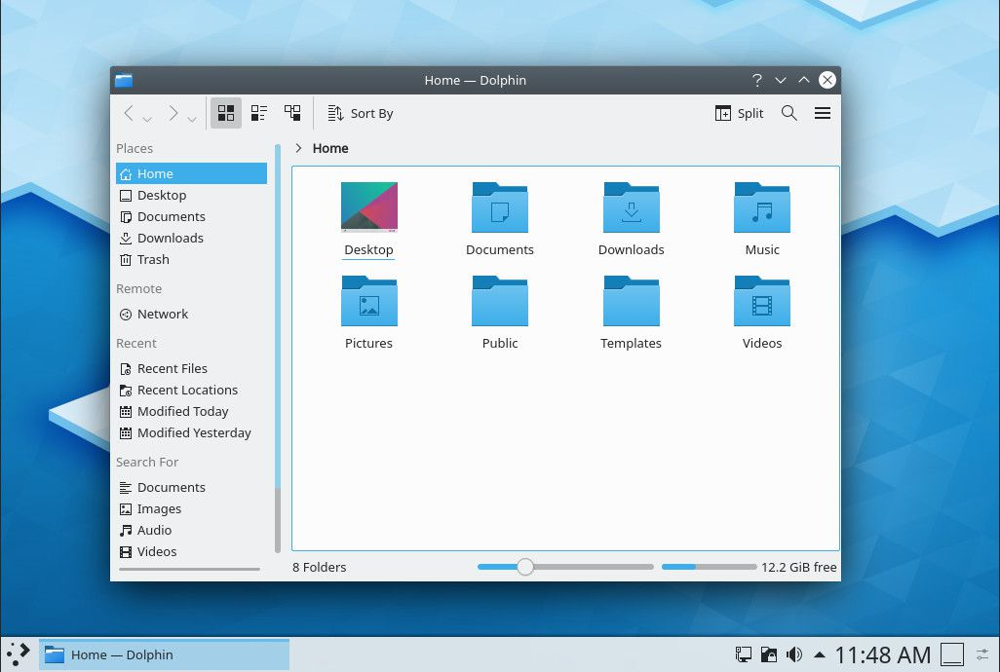 Home — Dolphin
?
Sort By
Split
Places
Home
Desktop
Documents
Downloads
Trash
Remote
Network
Recent
Recent Files
Recent Locations
Modified Today
Modified Yesterday
Search For
Documents
Images
Audio
Videos
Home
Desktop Documents Downloads Music
Pictures Public Templates Videos
8 Folders
12.2 GiB free
Home — Dolphin
11:48 AM